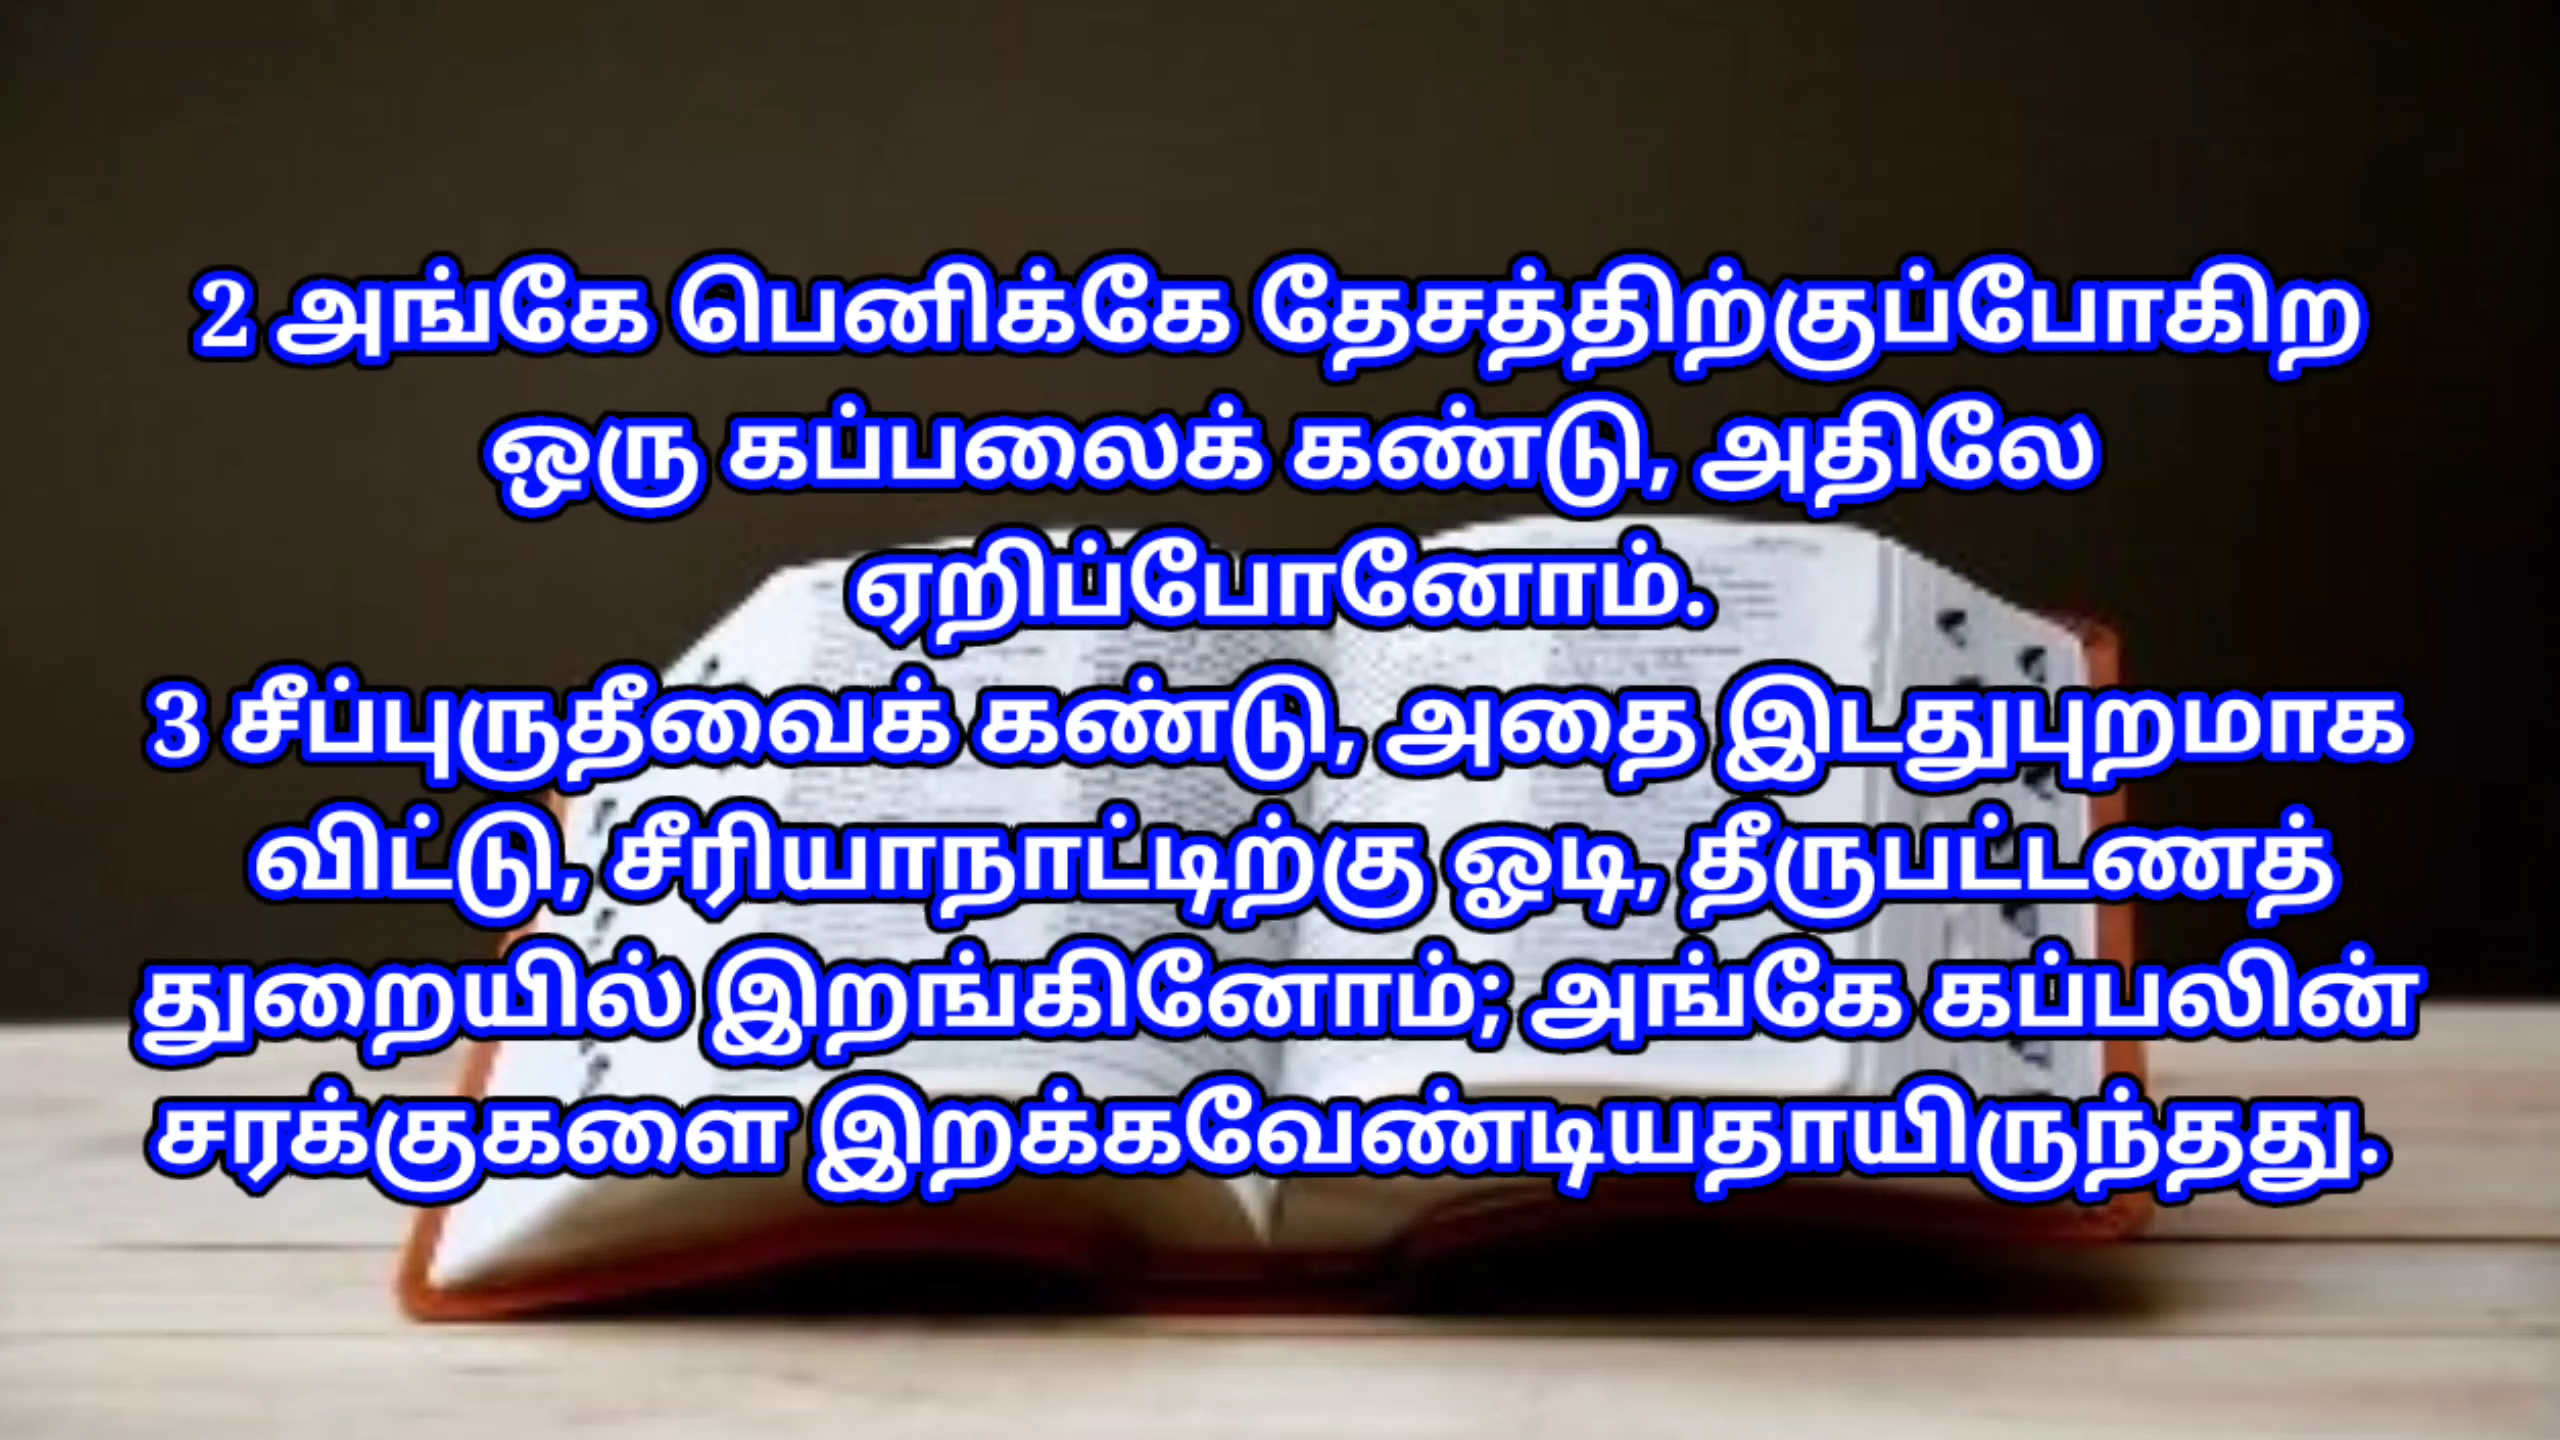 2 அங்கே பெனிக்கே தேசத்திற்குப்போகிற
ஒரு கப்பலைக் கண்டு, அதிலே
ஏறிப்போனோம்.
3 சீப்புருதீவைக் கண்டு, அதை இடதுபுறமாக
விட்டு, சீரியாநாட்டிற்கு ஓடி, தீருபட்டணத்
துறையில் இறங்கினோம்; அங்கே கப்பலின்
சரக்குகளை இறக்கவேண்டியதாயிருந்தது.